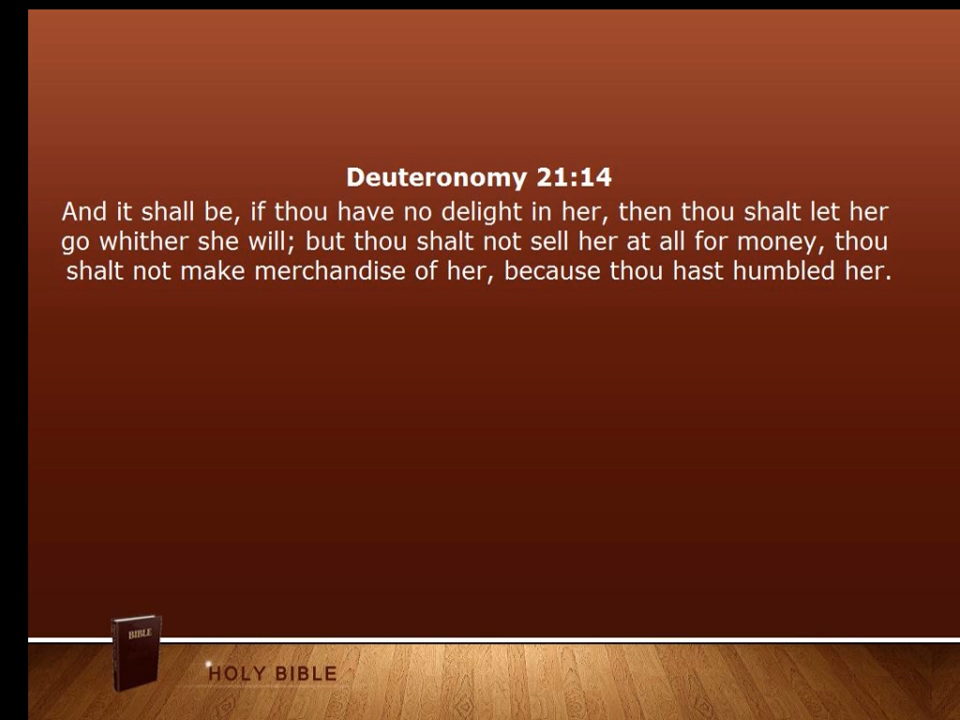 Deuteronomy 21:14
And it shall be, if thou have no delight in her, then thou shalt let her
go whither she will; but thou shalt not sell her at all for money, thou
shalt not make merchandise of her, because thou hast humbled her.
BIBLE
HOLY BIBLE